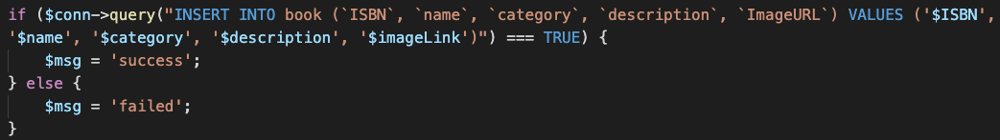 if ($conn->query("INSERT INTO book (`ISBN`, `name`, `category`, `description`, `ImageURL`) VALUES ('$ISBN',
'$name', '$category', '$description', '$imageLink')") === TRUE) {
    $msg = 'success';
} else {
    $msg = 'failed';
}